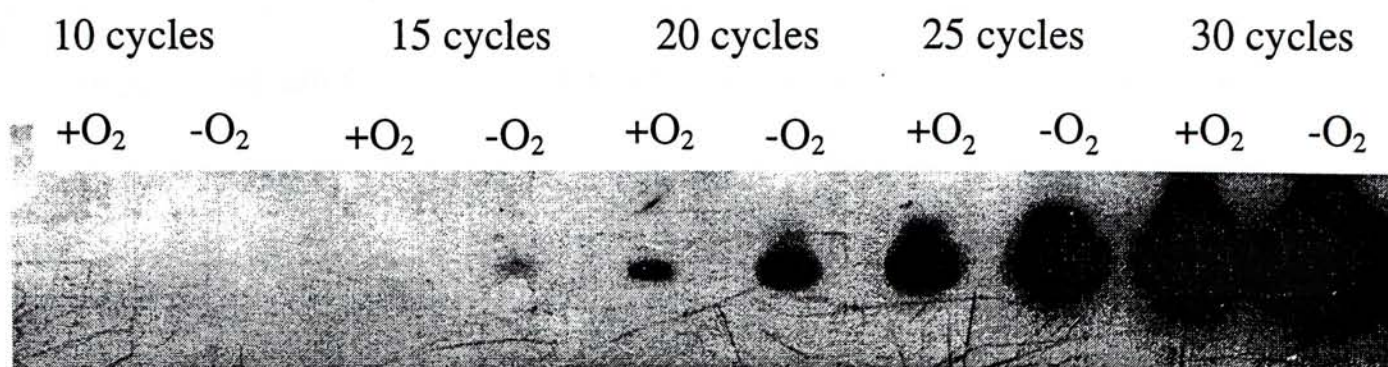 10 cycles 15 cycles 20 cycles 25 cycles 30 cycles
+O₂ -O₂ +O₂ -O₂ +O₂ -O₂ +O₂ -O₂ +O₂ -O₂